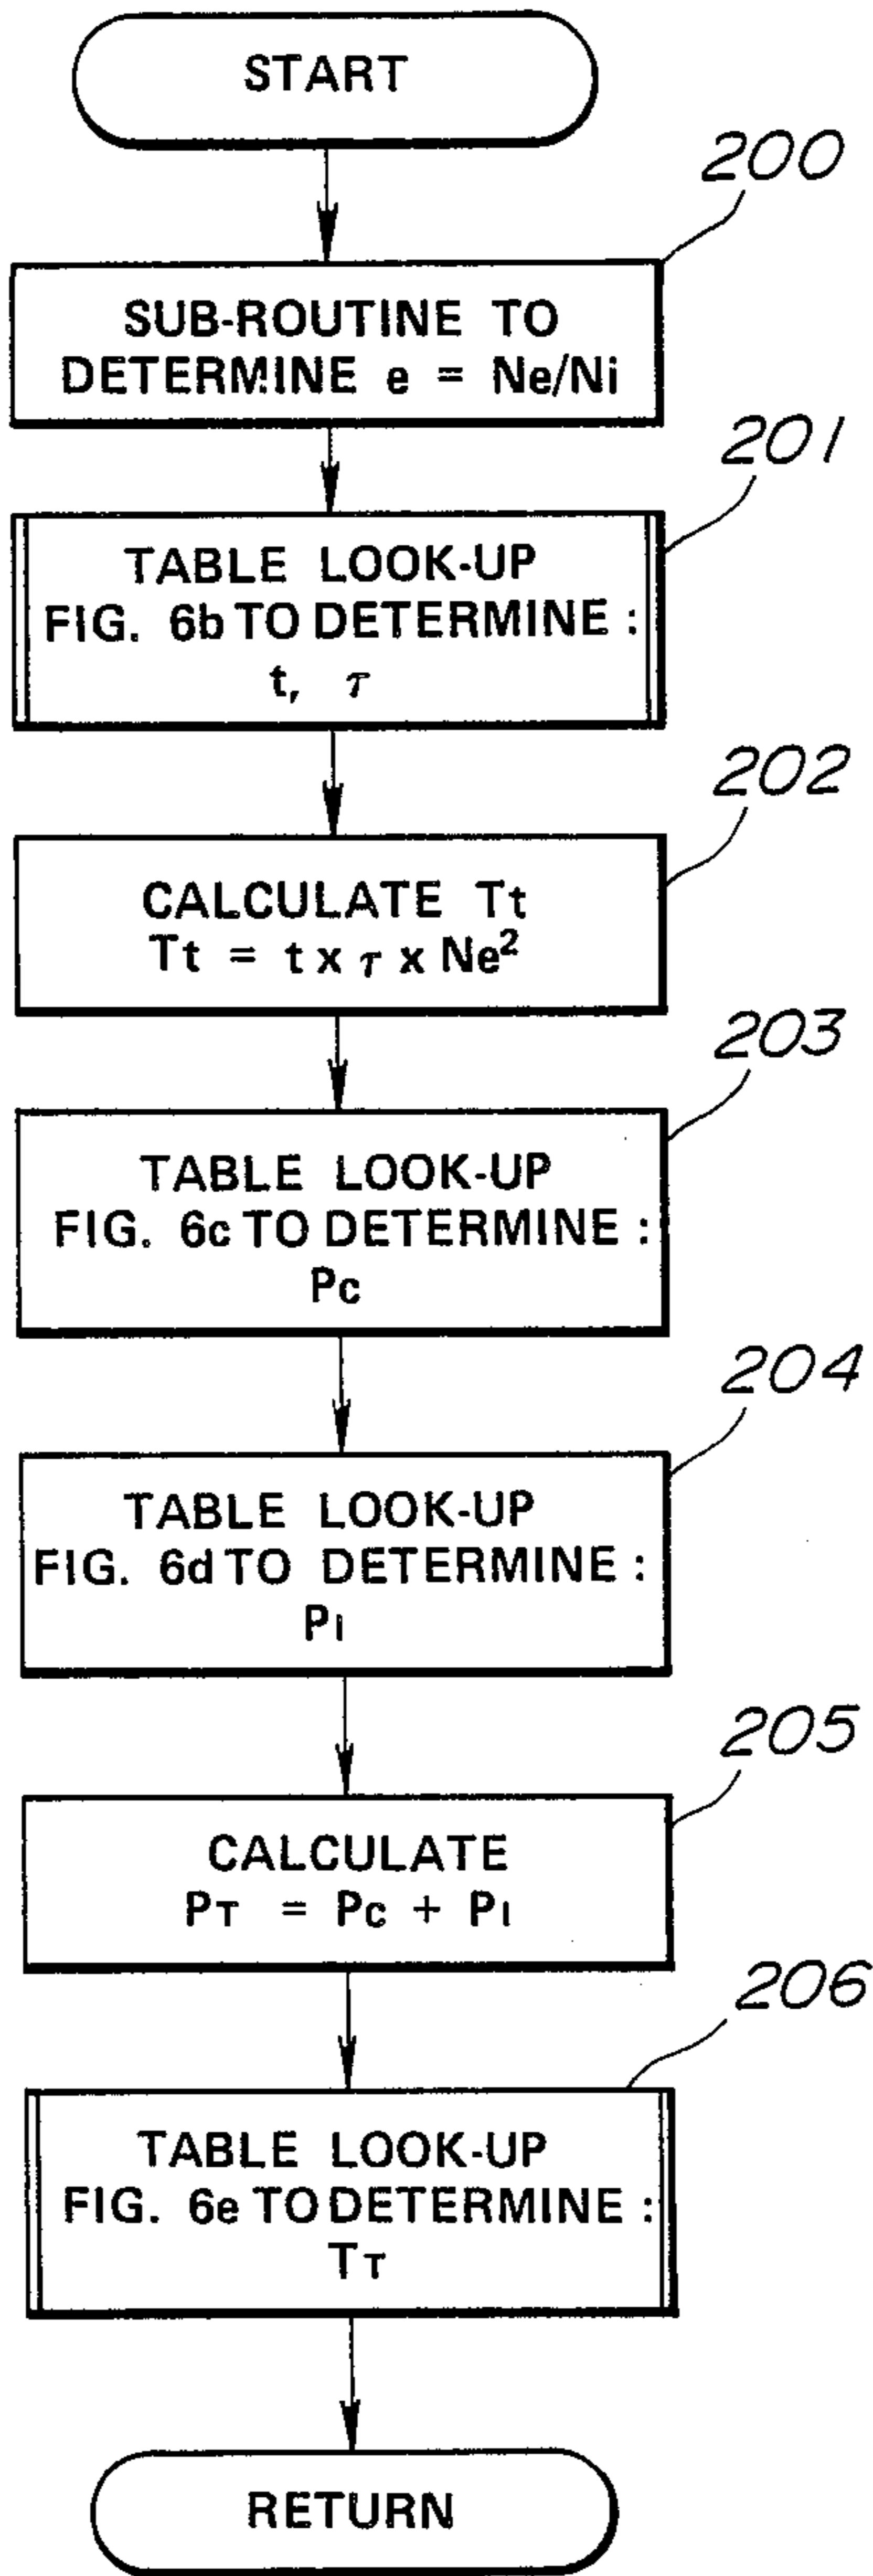 START
200
SUB-ROUTINE TO
DETERMINE e = Ne/Ni
201
TABLE LOOK-UP
FIG. 6b TO DETERMINE :
t, τ
202
CALCULATE Tt
Tt = t x τ x Ne²
203
TABLE LOOK-UP
FIG. 6c TO DETERMINE :
Pc
204
TABLE LOOK-UP
FIG. 6d TO DETERMINE :
PI
205
CALCULATE
PT = Pc + PI
206
TABLE LOOK-UP
FIG. 6e TO DETERMINE :
TT
RETURN